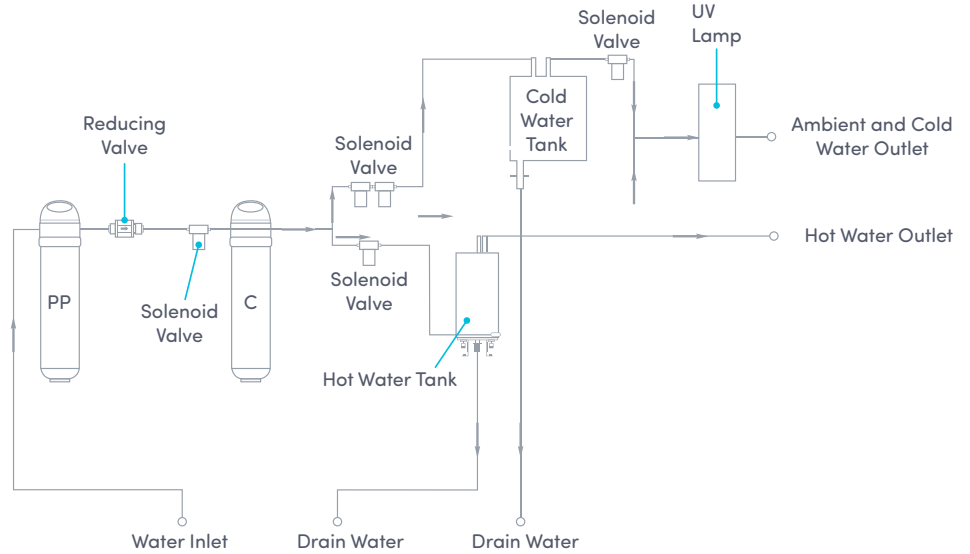 Solenoid
Valve
UV
Lamp
Cold
Water
Tank
Reducing
Valve
Ambient and Cold
Water Outlet
Solenoid
Valve
Hot Water Outlet
PP
C
Solenoid
Valve
Solenoid
Valve
Hot Water Tank
Water Inlet
Drain Water
Drain Water